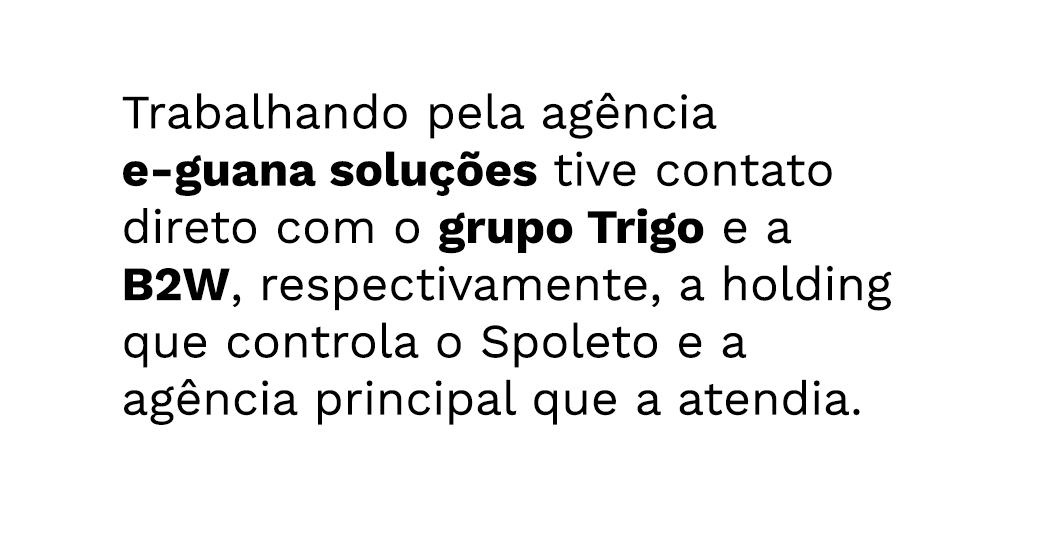 Trabalhando pela agência
e-guana soluções tive contato
direto com o grupo Trigo e a
B2W, respectivamente, a holding
que controla o Spoleto e a
agência principal que a atendia.